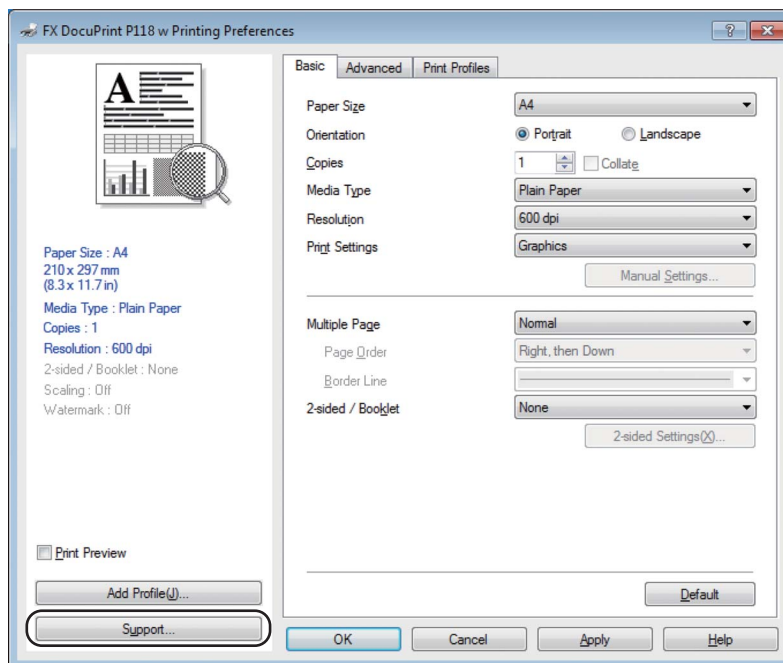 FX DocuPrint P118 w Printing Preferences
A
Paper Size : A4
210 x 297 mm
(8.3 x 11.7 in)
Media Type : Plain Paper
Copies : 1
Resolution : 600 dpi
2-sided / Booklet : None
Scaling : Off
Watermark : Off
Print Preview
Add Profile(J)...
Support...
Basic
Advanced
Print Profiles
Paper Size A4
Orientation Portrait Landscape
Copies 1 Collate
Media Type Plain Paper
Resolution 600 dpi
Print Settings Graphics
Manual Settings...
Multiple Page Normal
Page Order Right, then Down
Border Line
2-sided / Booklet None
2-sided Settings(X)...
Default
OK
Cancel
Apply
Help